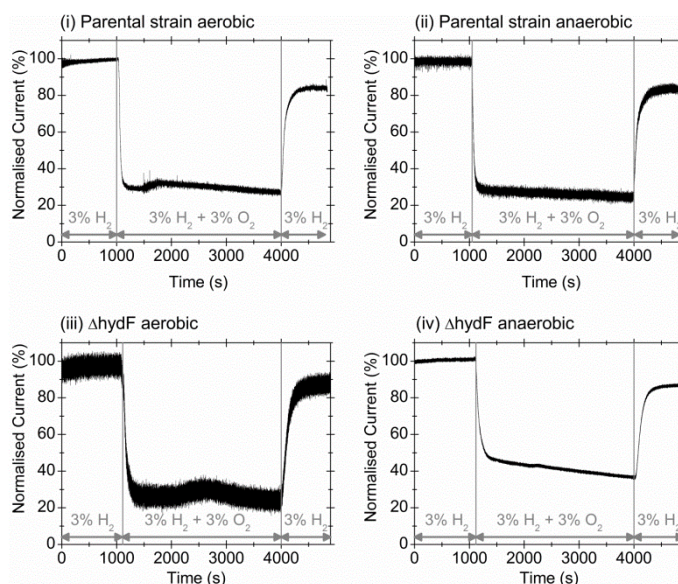 (i) Parental strain aerobic
Normalised Current (%)
100
80
60
40
20
0
3% H₂
3% H₂ + 3% O₂
3% H₂
0 1000 2000 3000 4000
Time (s)
(ii) Parental strain anaerobic
Normalised Current (%)
100
80
60
40
20
0
3% H₂
3% H₂ + 3% O₂
3% H₂
0 1000 2000 3000 4000
Time (s)
(iii) ΔhydF aerobic
Normalised Current (%)
100
80
60
40
20
0
3% H₂
3% H₂ + 3% O₂
3% H₂
0 1000 2000 3000 4000
Time (s)
(iv) ΔhydF anaerobic
Normalised Current (%)
100
80
60
40
20
0
3% H₂
3% H₂ + 3% O₂
3% H₂
0 1000 2000 3000 4000
Time (s)